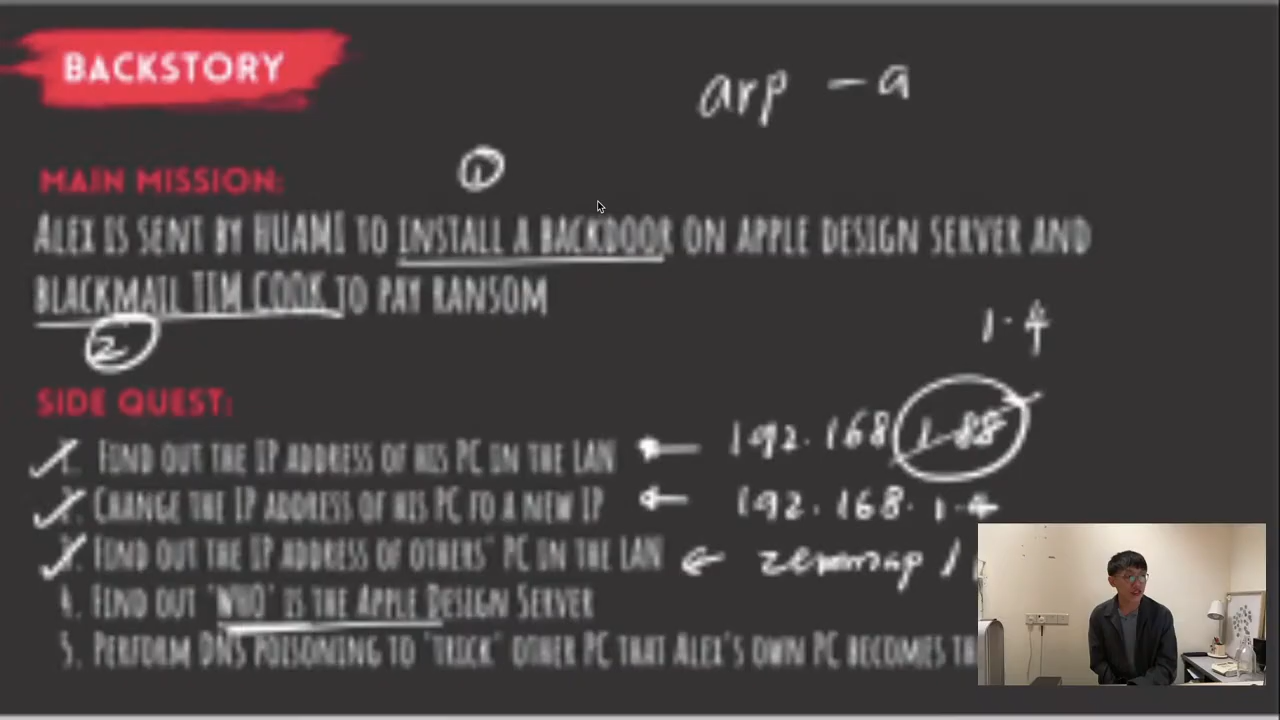 BACKSTORY
arp -a
MAIN MISSION:
1
ALEX IS SENT BY HUAMI TO INSTALL A BACKDOOR ON APPLE DESIGN SERVER AND
BLACKMAIL TIM COOK TO PAY RANSOM
2
1.4
SIDE QUEST:
1. FIND OUT THE IP ADDRESS OF HIS PC IN THE LAN ← 192.168 1.88
2. CHANGE THE IP ADDRESS OF HIS PC TO A NEW IP ← 192.168.1.4
3. FIND OUT THE IP ADDRESS OF OTHERS' PC IN THE LAN ← zenmap /
4. FIND OUT "WHO" IS THE APPLE DESIGN SERVER
5. PERFORM DNS POISONING TO "TRICK" OTHER PC THAT ALEX'S OWN PC BECOMES